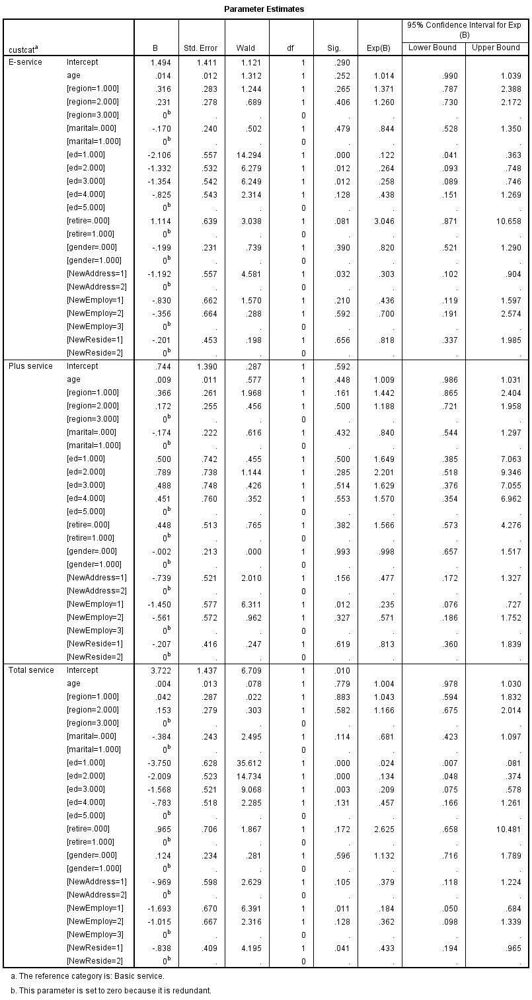 Parameter Estimates
95% Confidence Interval for Exp
(B)
custcat^a B Std. Error Wald df Sig. Exp(B) Lower Bound Upper Bound
E-service Intercept 1.494 1.411 1.121 1 .290
age .014 .012 1.312 1 .252 1.014 .990 1.039
[region=1.000] .316 .283 1.244 1 .265 1.371 .787 2.388
[region=2.000] .231 .278 .689 1 .406 1.260 .730 2.172
[region=3.000] 0^b . . 0 . . . .
[marital=.000] -.170 .240 .502 1 .479 .844 .528 1.350
[marital=1.000] 0^b . . 0 . . . .
[ed=1.000] -2.106 .557 14.294 1 .000 .122 .041 .363
[ed=2.000] -1.332 .532 6.279 1 .012 .264 .093 .748
[ed=3.000] -1.354 .542 6.249 1 .012 .258 .089 .746
[ed=4.000] -.825 .543 2.314 1 .128 .438 .151 1.269
[ed=5.000] 0^b . . 0 . . . .
[retire=.000] 1.114 .639 3.038 1 .081 3.046 .871 10.658
[retire=1.000] 0^b . . 0 . . . .
[gender=.000] -.199 .231 .739 1 .390 .820 .521 1.290
[gender=1.000] 0^b . . 0 . . . .
[NewAddress=1] -1.192 .557 4.581 1 .032 .303 .102 .904
[NewAddress=2] 0^b . . 0 . . . .
[NewEmploy=1] -.830 .662 1.570 1 .210 .436 .119 1.597
[NewEmploy=2] -.356 .664 .288 1 .592 .700 .191 2.574
[NewEmploy=3] 0^b . . 0 . . . .
[NewReside=1] -.201 .453 .198 1 .656 .818 .337 1.985
[NewReside=2] 0^b . . 0 . . . .
Plus service Intercept .744 1.390 .287 1 .592
age .009 .011 .577 1 .448 1.009 .986 1.031
[region=1.000] .366 .261 1.968 1 .161 1.442 .865 2.404
[region=2.000] .172 .255 .456 1 .500 1.188 .721 1.958
[region=3.000] 0^b . . 0 . . . .
[marital=.000] -.174 .222 .616 1 .432 .840 .544 1.297
[marital=1.000] 0^b . . 0 . . . .
[ed=1.000] .500 .742 .455 1 .500 1.649 .385 7.063
[ed=2.000] .789 .738 1.144 1 .285 2.201 .518 9.346
[ed=3.000] .488 .748 .426 1 .514 1.629 .376 7.055
[ed=4.000] .451 .760 .352 1 .553 1.570 .354 6.962
[ed=5.000] 0^b . . 0 . . . .
[retire=.000] .448 .513 .765 1 .382 1.566 .573 4.276
[retire=1.000] 0^b . . 0 . . . .
[gender=.000] -.002 .213 .000 1 .993 .998 .657 1.517
[gender=1.000] 0^b . . 0 . . . .
[NewAddress=1] -.739 .521 2.010 1 .156 .477 .172 1.327
[NewAddress=2] 0^b . . 0 . . . .
[NewEmploy=1] -1.450 .577 6.311 1 .012 .235 .076 .727
[NewEmploy=2] -.561 .572 .962 1 .327 .571 .186 1.752
[NewEmploy=3] 0^b . . 0 . . . .
[NewReside=1] -.207 .416 .247 1 .619 .813 .360 1.839
[NewReside=2] 0^b . . 0 . . . .
Total service Intercept 3.722 1.437 6.709 1 .010
age .004 .013 .078 1 .779 1.004 .978 1.030
[region=1.000] .042 .287 .022 1 .883 1.043 .594 1.832
[region=2.000] .153 .279 .303 1 .582 1.166 .675 2.014
[region=3.000] 0^b . . 0 . . . .
[marital=.000] -.384 .243 2.495 1 .114 .681 .423 1.097
[marital=1.000] 0^b . . 0 . . . .
[ed=1.000] -3.750 .628 35.612 1 .000 .024 .007 .081
[ed=2.000] -2.009 .523 14.734 1 .000 .134 .048 .374
[ed=3.000] -1.568 .521 9.068 1 .003 .209 .075 .578
[ed=4.000] -.783 .518 2.285 1 .131 .457 .166 1.261
[ed=5.000] 0^b . . 0 . . . .
[retire=.000] .965 .706 1.867 1 .172 2.625 .658 10.481
[retire=1.000] 0^b . . 0 . . . .
[gender=.000] .124 .234 .281 1 .596 1.132 .716 1.789
[gender=1.000] 0^b . . 0 . . . .
[NewAddress=1] -.969 .598 2.629 1 .105 .379 .118 1.224
[NewAddress=2] 0^b . . 0 . . . .
[NewEmploy=1] -1.693 .670 6.391 1 .011 .184 .050 .684
[NewEmploy=2] -1.015 .667 2.316 1 .128 .362 .098 1.339
[NewEmploy=3] 0^b . . 0 . . . .
[NewReside=1] -.838 .409 4.195 1 .041 .433 .194 .965
[NewReside=2] 0^b . . 0 . . . .
a. The reference category is: Basic service.
b. This parameter is set to zero because it is redundant.